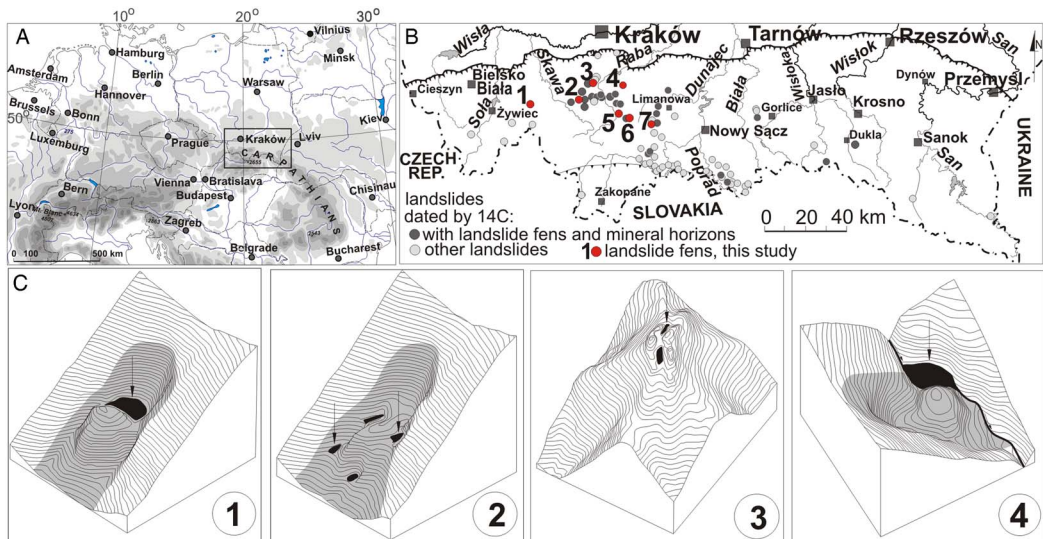 A
10°
20°
30°
Vilnius
Hamburg
Minsk
Amsterdam
Berlin
Warsaw
Hannover
Brussels
Bonn
Kiev
50°
275
Kraków
Lviv
Luxemburg
Prague
CARPATHIANS
2655
Vienna
Bratislava
Bern
Budapest
Chisinau
Lyon
Mt. Blanc
Zagreb
2543
Belgrade
Bucharest
0 100 500 km
B
Wisła
Kraków
Raba
Tarnów
Rzeszów
San
N
Skawa
Dunajec
Wisłoka
Wisłok
Bielsko
Biała
3
4
Dynów
Przemyśl
Cieszyn
2
Jasło
1
Soła
Limanowa
Biała
Gorlice
Krosno
Żywiec
5
6
7
Nowy Sącz
Dukla
Sanok
UKRAINE
CZECH
REP.
Poprad
San
Zakopane
SLOVAKIA
landslides
dated by 14C:
0 20 40 km
with landslide fens and mineral horizons
other landslides
1 landslide fens, this study
C
1
2
3
4